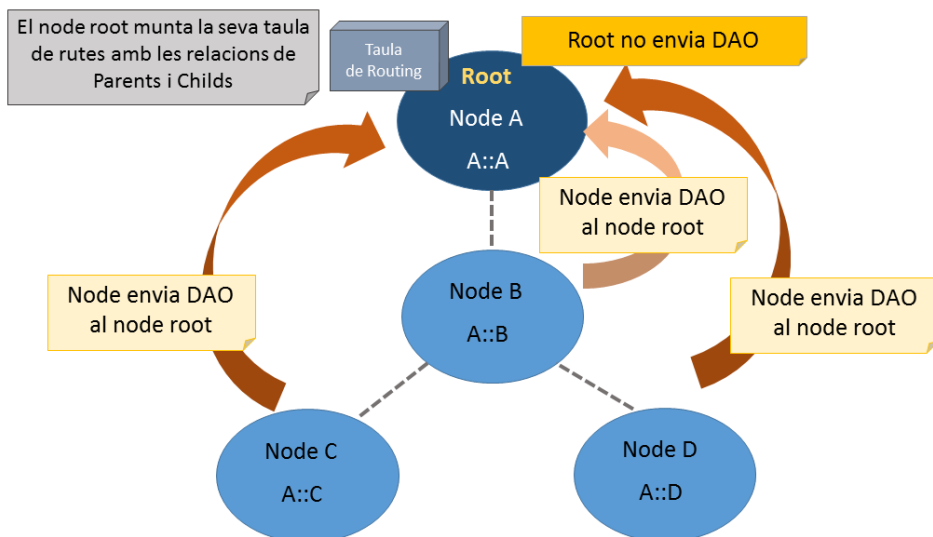 El node root munta la seva taula
de rutes amb les relacions de
Parents i Childs
Taula
de Routing
Root no envia DAO
Root
Node A
A::A
Node envia DAO
al node root
Node B
A::B
Node envia DAO
al node root
Node envia DAO
al node root
Node C
A::C
Node D
A::D